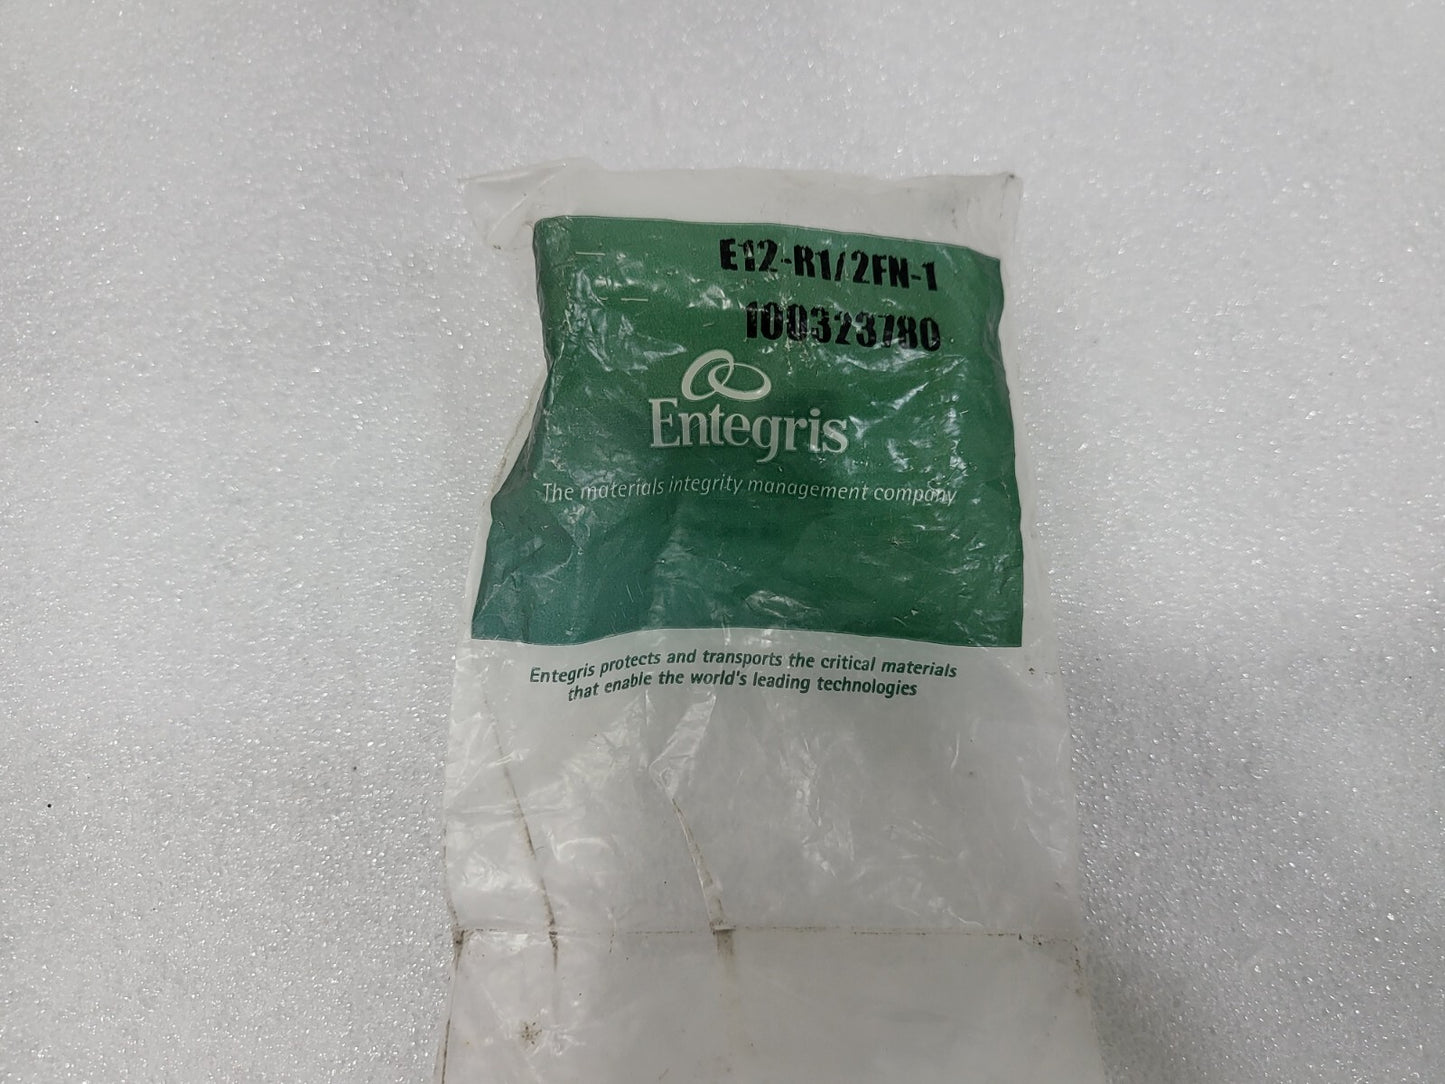 E12-R1/2FN-1
100323780
Entegris
The materials integrity management company
Entegris protects and transports the critical materials
that enable the world's leading technologies